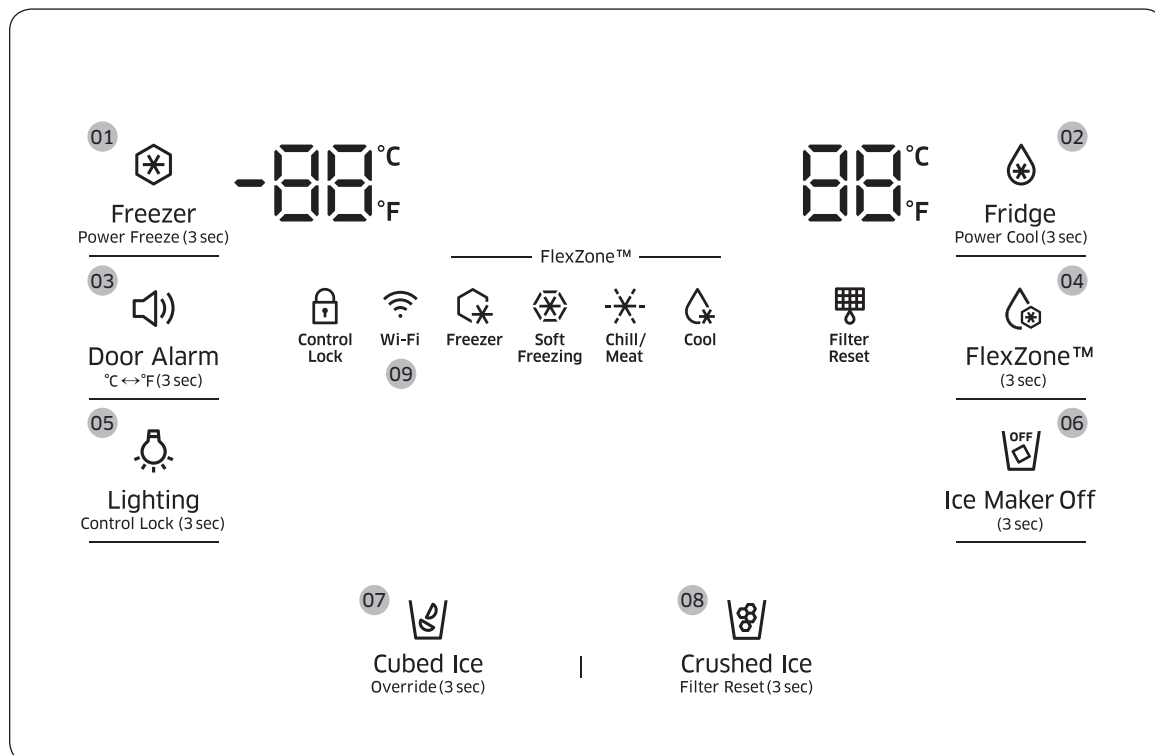 01
Freezer
Power Freeze (3 sec)
-88 °C °F
88 °C °F
02
Fridge
Power Cool (3 sec)
FlexZone™
03
Door Alarm
°C ↔ °F (3 sec)
Control Lock
Wi-Fi
09
Freezer
Soft Freezing
Chill/ Meat
Cool
Filter Reset
04
FlexZone™
(3 sec)
05
Lighting
Control Lock (3 sec)
06
OFF
Ice Maker Off
(3 sec)
07
Cubed Ice
Override (3 sec)
08
Crushed Ice
Filter Reset (3 sec)